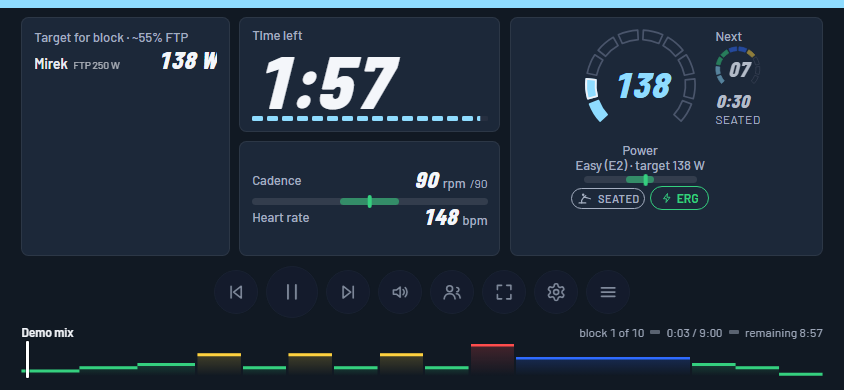 Target for block · ~55% FTP
Mirek FTP 250 W 138 W
Time left
1:57
Cadence 90 rpm /90
Heart rate 148 bpm
138
Next
07
0:30
SEATED
Power
Easy (E2) · target 138 W
SEATED ERG
Demo mix
block 1 of 10 — 0:03 / 9:00 — remaining 8:57